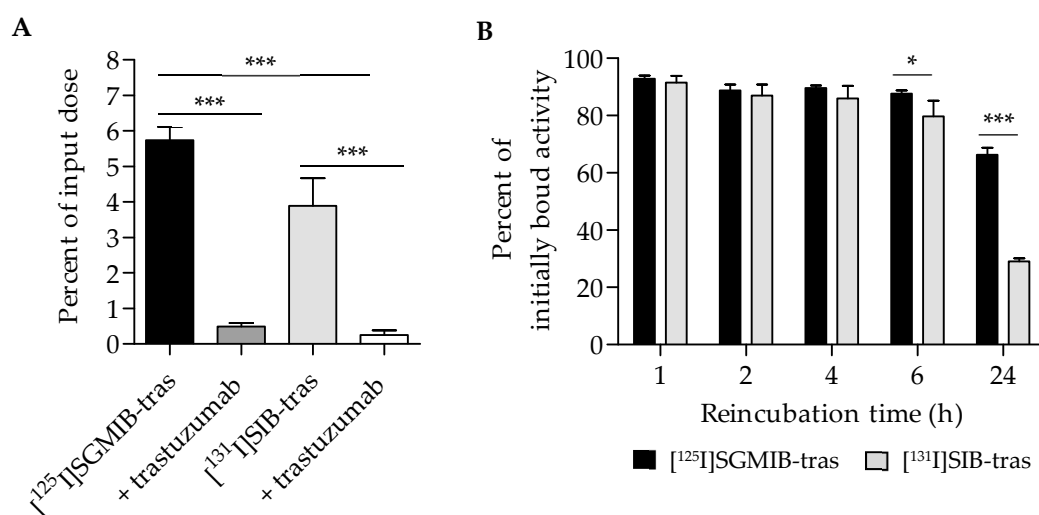 A
Percent of input dose
8
7
6
5
4
3
2
1
0
***
***
***
[¹²⁵I]SGMIB-tras
+ trastuzumab
[¹³¹I]SIB-tras
+ trastuzumab
B
Percent of
initially boud activity
100
80
60
40
20
0
*
***
1 2 4 6 24
Reincubation time (h)
[¹²⁵I]SGMIB-tras [¹³¹I]SIB-tras